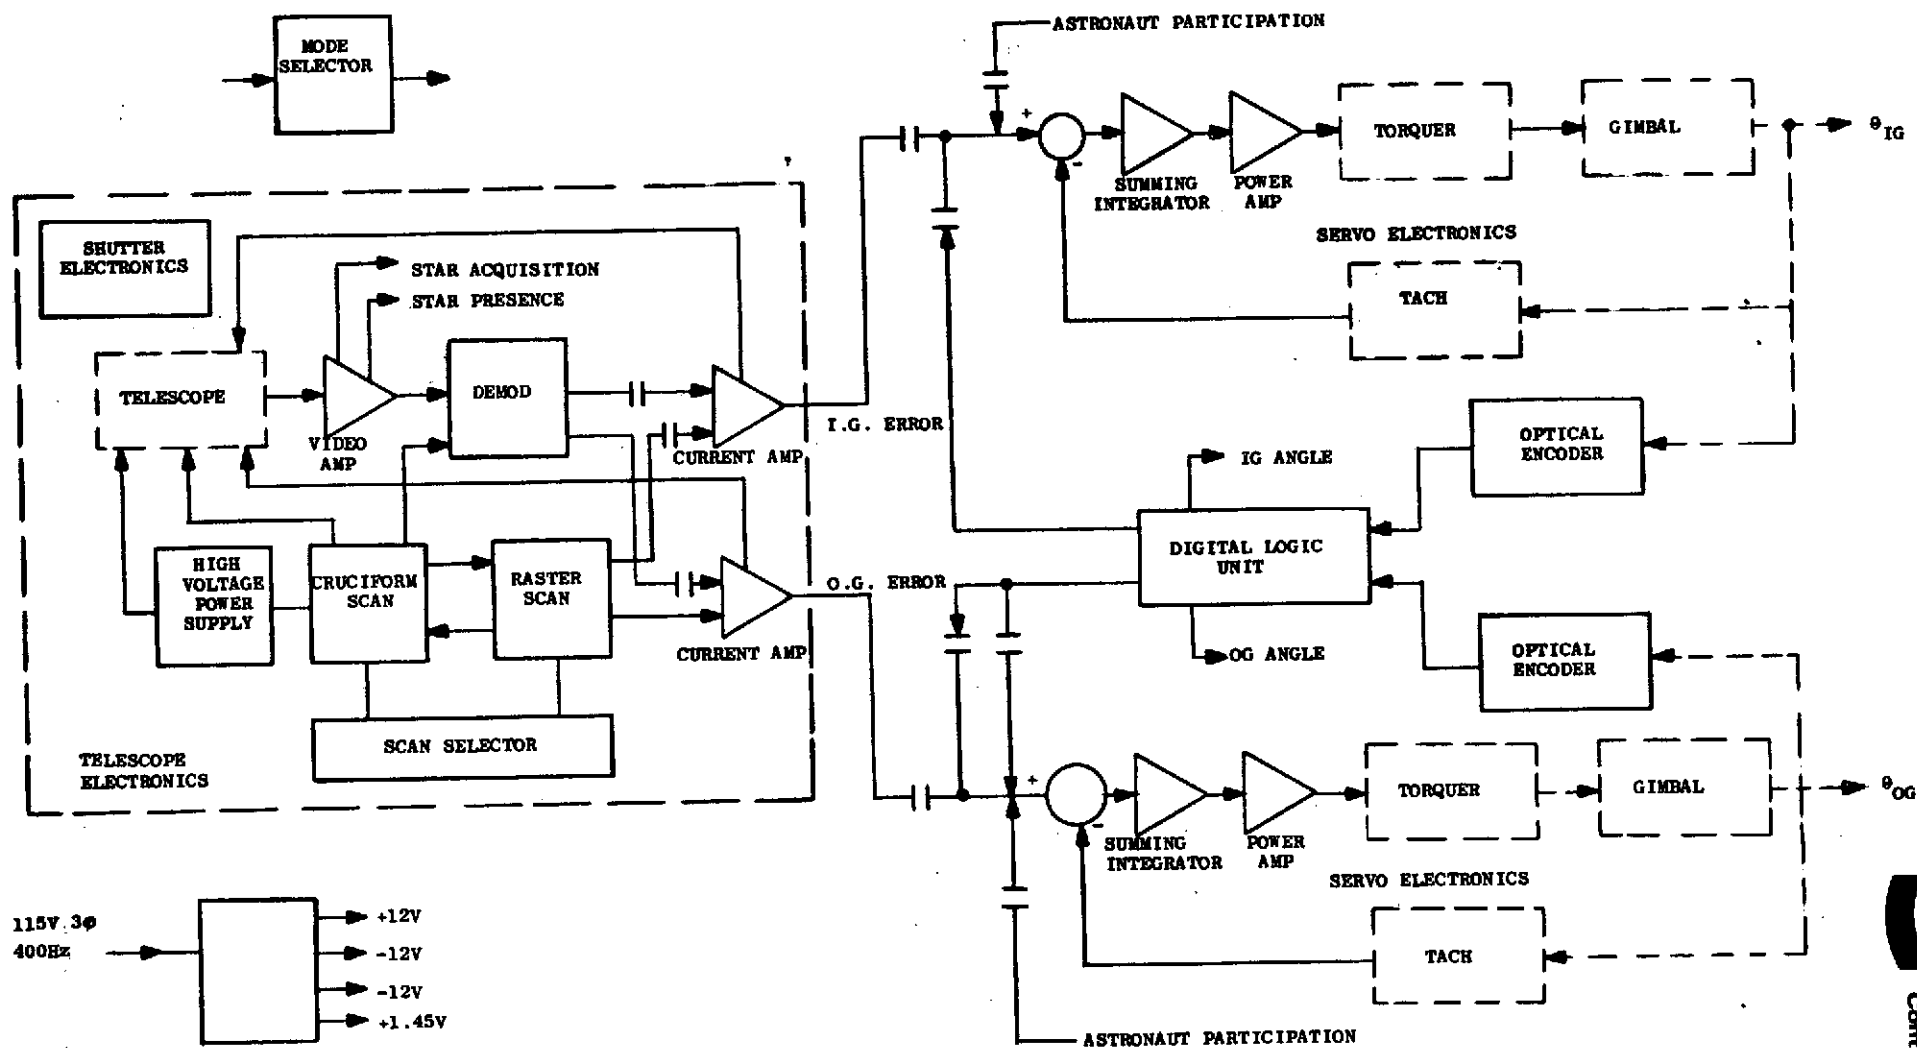 MODE
SELECTOR
ASTRONAUT PARTICIPATION
+
-
SUMMING
INTEGRATOR
POWER
AMP
TORQUER
GIMBAL
θIG
SERVO ELECTRONICS
TACH
SHUTTER
ELECTRONICS
STAR ACQUISITION
STAR PRESENCE
TELESCOPE
VIDEO
AMP
DEMOD
CURRENT AMP
I.G. ERROR
OPTICAL
ENCODER
IG ANGLE
DIGITAL LOGIC
UNIT
OG ANGLE
OPTICAL
ENCODER
HIGH
VOLTAGE
POWER
SUPPLY
CRUCIFORM
SCAN
RASTER
SCAN
CURRENT AMP
O.G. ERROR
SCAN SELECTOR
TELESCOPE
ELECTRONICS
+
-
SUMMING
INTEGRATOR
POWER
AMP
TORQUER
GIMBAL
θOG
SERVO ELECTRONICS
TACH
ASTRONAUT PARTICIPATION
115V 3φ
400Hz
+12V
-12V
-12V
+1.45V